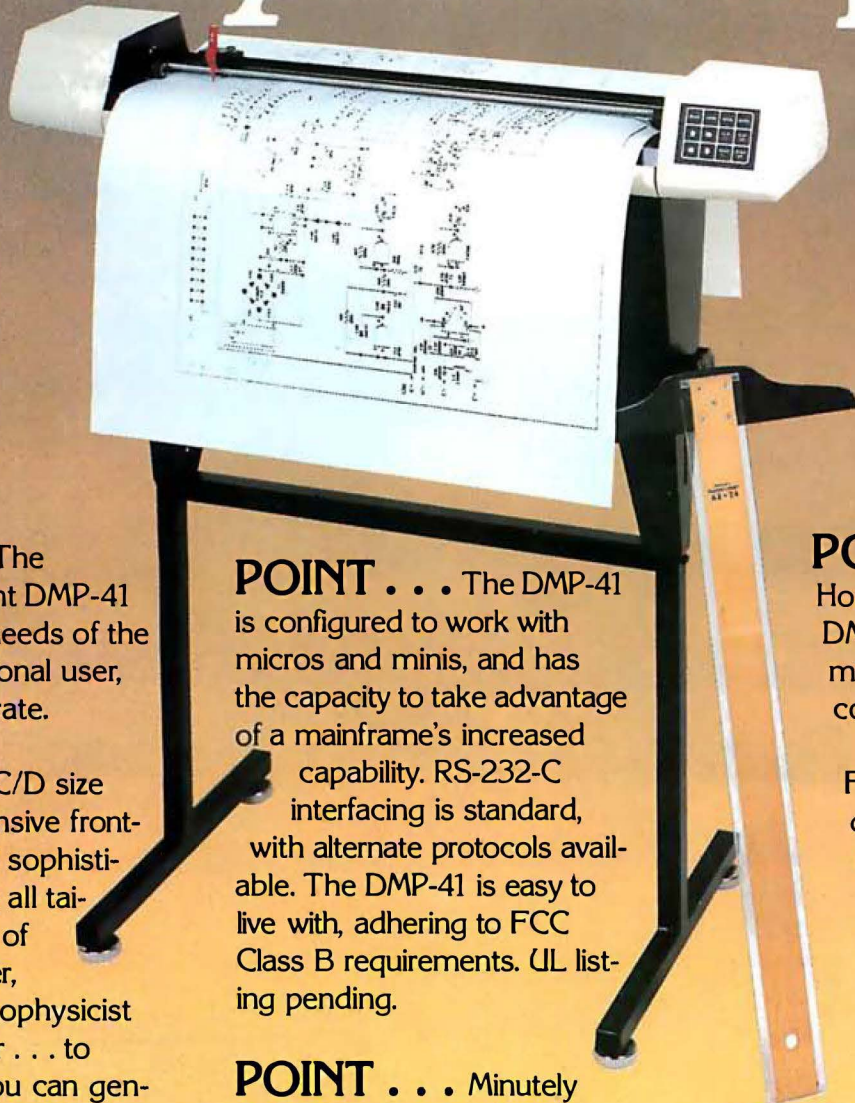 The
nt DMP-41
needs of the
onal user,
rate.
C/D size
nsive front-
sophisti-
all tai-
of
er,
ophysicist
r . . . to
ou can gen-
POINT . . . The DMP-41
is configured to work with
micros and minis, and has
the capacity to take advantage
of a mainframe's increased
capability. RS-232-C
interfacing is standard,
with alternate protocols avail-
able. The DMP-41 is easy to
live with, adhering to FCC
Class B requirements. UL list-
ing pending.
POINT . . . Minutely
PO
Ho
DM
m
co
F